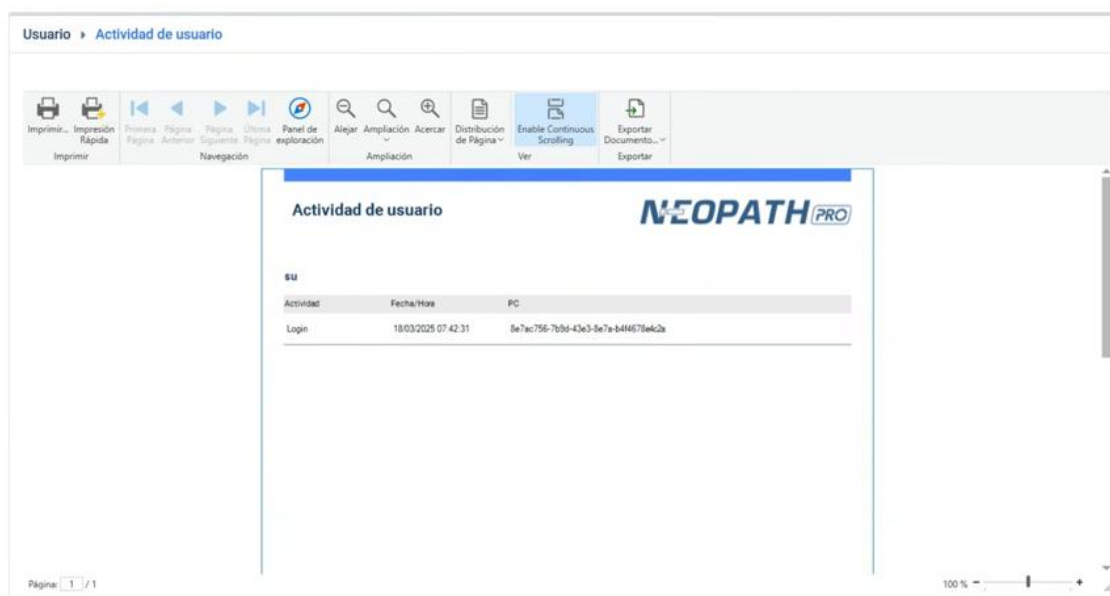 Usuario Actividad de usuario
Imprimir... Impresión Rápida Primera Página Página Anterior Página Siguiente Última Página Panel de exploración Alejar Ampliación Acercar Distribución de Página Enable Continuous Scrolling Exportar Documento...
Imprimir Navegación Ampliación Ver Exportar
Actividad de usuario NEOPATH PRO
su
Actividad Fecha/Hora PC
Login 18/03/2025 07:42:31 8e7ac756-7b9d-43e3-8e7a-b4f4678e4c2a
Página: 1 / 1 100 % - +